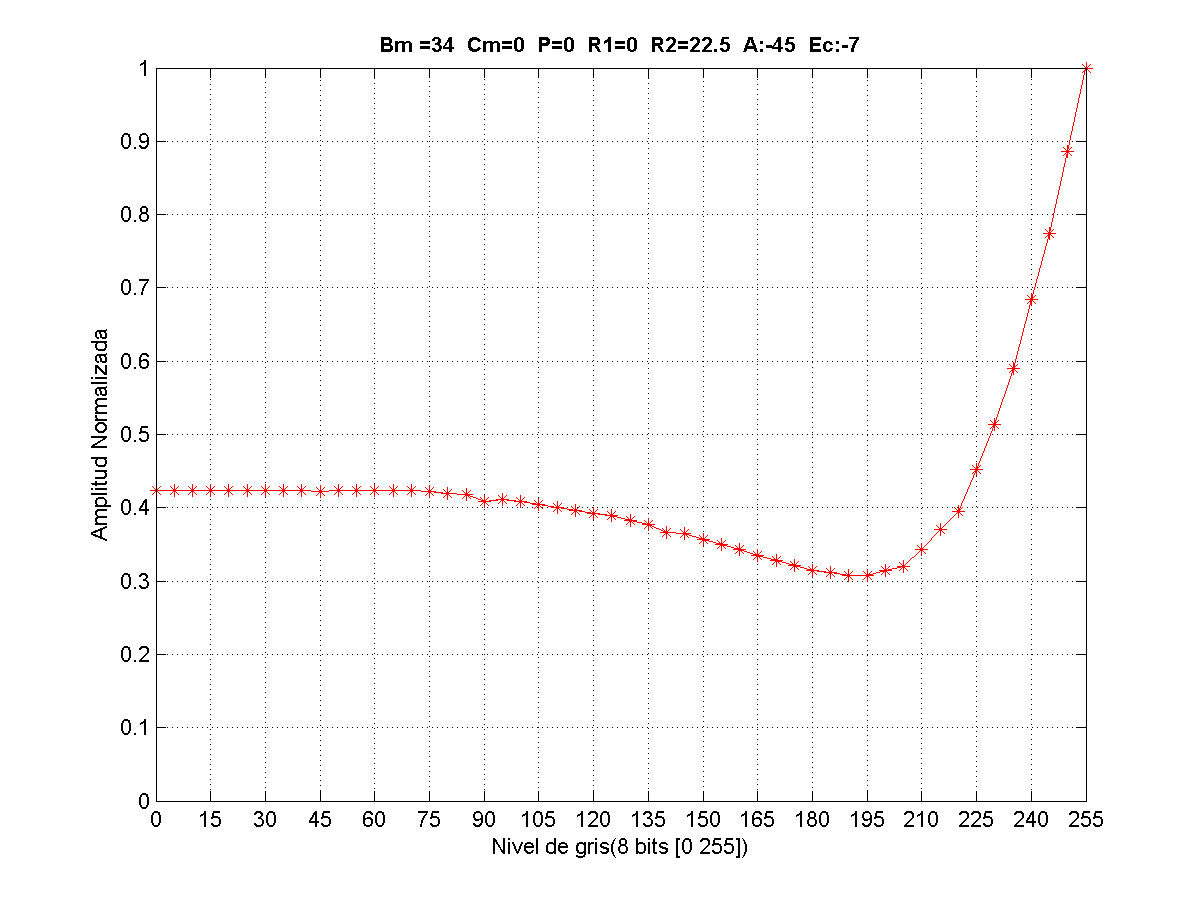 Bm =34 Cm=0 P=0 R1=0 R2=22.5 A:-45 Ec:-7
1
0.9
0.8
0.7
0.6
0.5
0.4
0.3
0.2
0.1
0
Amplitud Normalizada
0 15 30 45 60 75 90 105 120 135 150 165 180 195 210 225 240 255
Nivel de gris(8 bits [0 255])